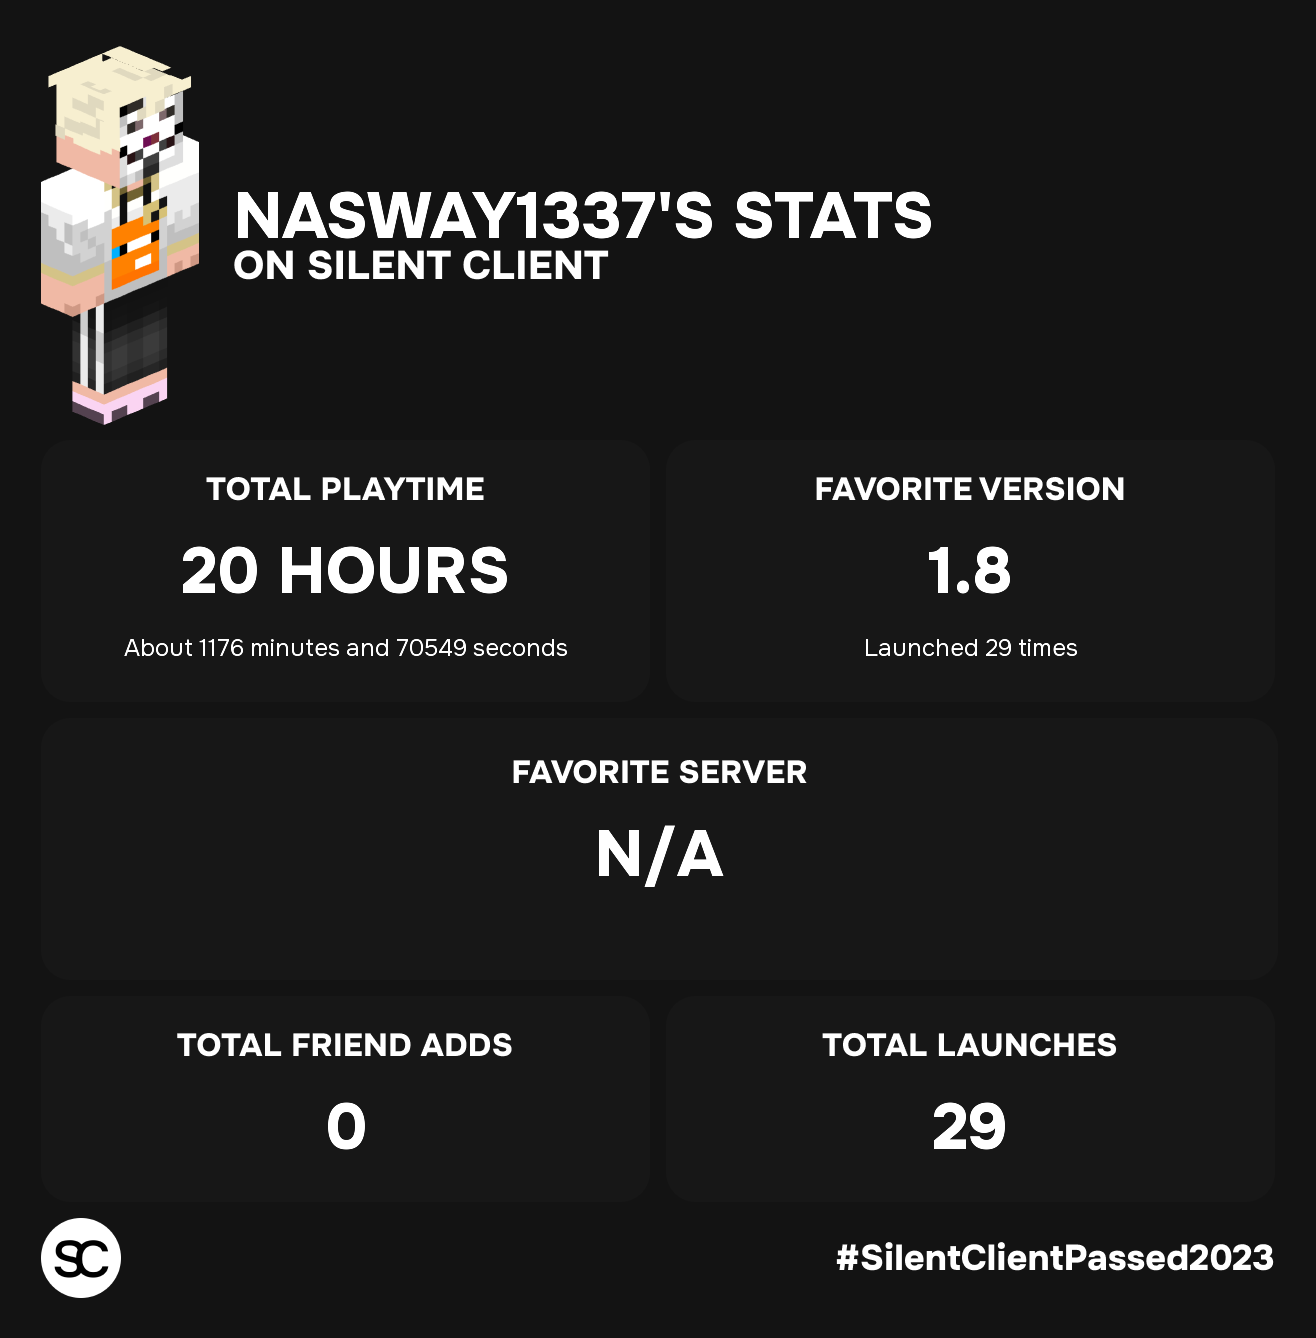 NASWAY1337'S STATS
ON SILENT CLIENT
TOTAL PLAYTIME
20 HOURS
About 1176 minutes and 70549 seconds
FAVORITE VERSION
1.8
Launched 29 times
FAVORITE SERVER
N/A
TOTAL FRIEND ADDS
0
TOTAL LAUNCHES
29
SC
#SilentClientPassed2023